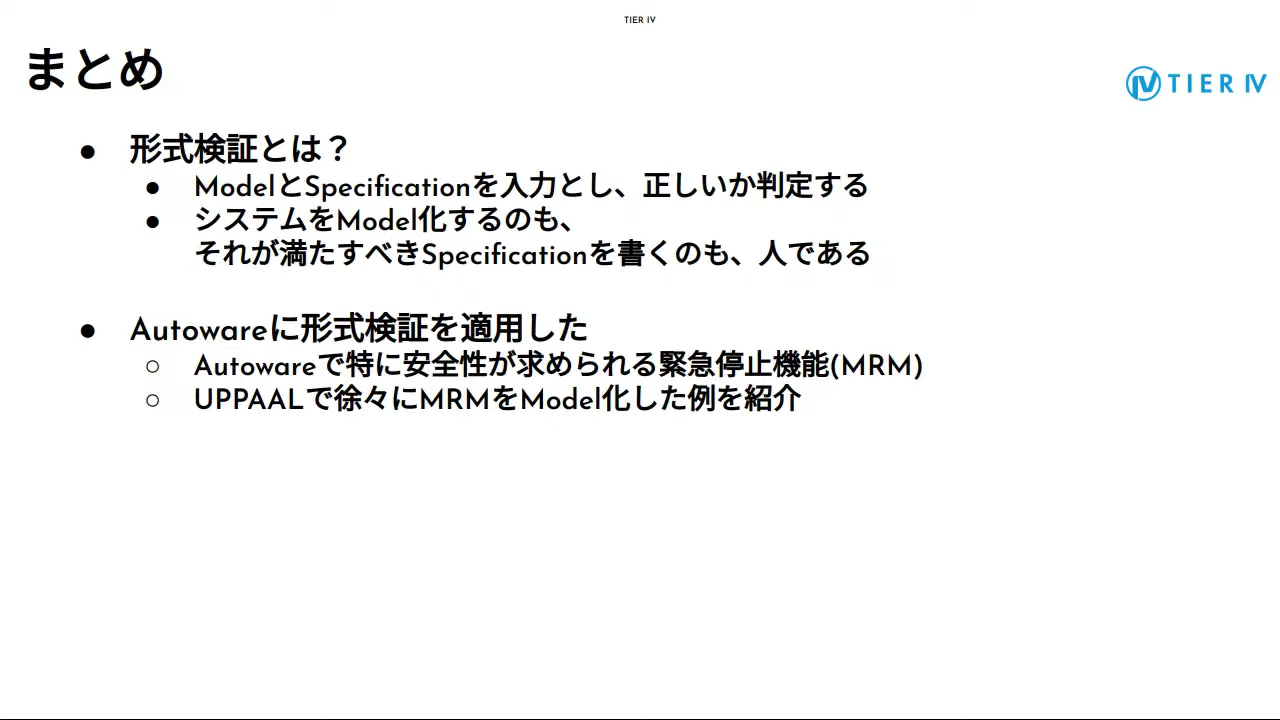 TIER IV
まとめ
TIER IV
● 形式検証とは？
● ModelとSpecificationを入力とし、正しいか判定する
● システムをModel化するのも、
それが満たすべきSpecificationを書くのも、人である
● Autowareに形式検証を適用した
○ Autowareで特に安全性が求められる緊急停止機能(MRM)
○ UPPAALで徐々にMRMをModel化した例を紹介